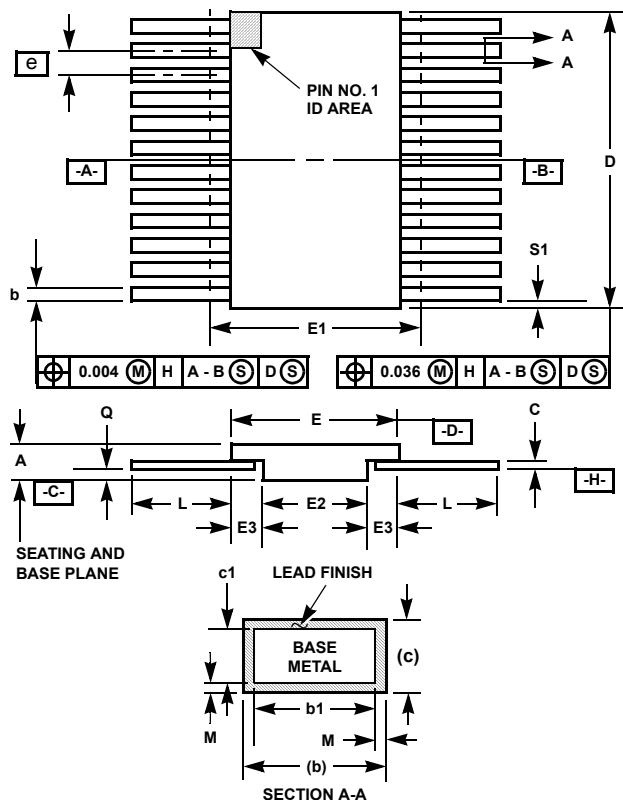 e
A
A
PIN NO. 1
ID AREA
D
-A-
-B-
S1
b
E1
0.004 M H A - B S D S
0.036 M H A - B S D S
Q
E
C
-D-
A
-C-
-H-
L
E2
L
E3
E3
SEATING AND
BASE PLANE
c1
LEAD FINISH
BASE
METAL
(c)
b1
M
M
(b)
SECTION A-A